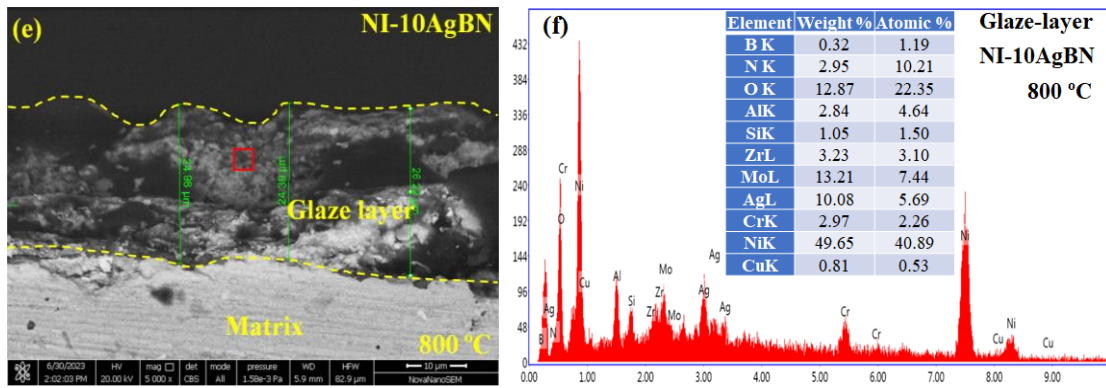 (e)
NI-10AgBN
24.98 µm
24.39 µm
Glaze layer
Matrix
800 ºC
6/30/2023
2:02:03 PM
HV
20.00 kV
mag
5 000 x
det
CBS
mode
All
pressure
1.58e-3 Pa
WD
5.9 mm
HFW
82.9 µm
10 µm
NovaNanoSEM
(f)
Glaze-layer
NI-10AgBN
800 ºC
Element Weight % Atomic %
B K 0.32 1.19
N K 2.95 10.21
O K 12.87 22.35
AlK 2.84 4.64
SiK 1.05 1.50
ZrL 3.23 3.10
MoL 13.21 7.44
AgL 10.08 5.69
CrK 2.97 2.26
NiK 49.65 40.89
CuK 0.81 0.53
432
384
336
288
240
192
144
96
48
B
Ag
N
Cr
O
Ni
Cu
Al
Si
Zr
Zr
Mo
Mo
Ag
Ag
Ag
Cr
Cr
Ni
Cu
Ni
Cu
0.00 1.00 2.00 3.00 4.00 5.00 6.00 7.00 8.00 9.00